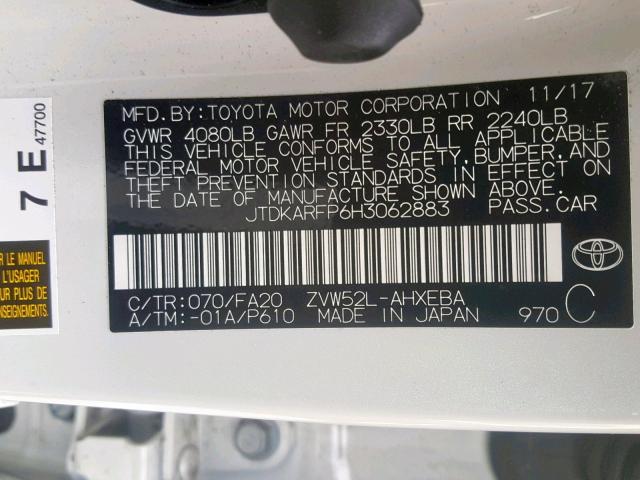 MFD.BY:TOYOTA MOTOR CORPORATION 11/17
GVWR 4080LB GAWR FR 2330LB RR 2240LB
THIS VEHICLE CONFORMS TO ALL APPLICABLE
FEDERAL MOTOR VEHICLE SAFETY,BUMPER,AND
THEFT PREVENTION STANDARDS IN EFFECT ON
THE DATE OF MANUFACTURE SHOWN ABOVE.
JTDKARFP6H3062883 PASS.CAR
C/TR:070/FA20 ZVW52L-AHXEBA
A/TM:-01A/P610 MADE IN JAPAN 970 C
7 E 47700
R LE MANUEL
L'USAGER
UR PLUS DE
NSEIGNEMENTS.